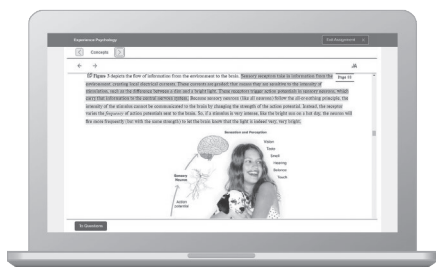 Experience Psychology
Exit Assignment
Concepts
Figure 3 depicts the flow of information from the environment to the brain. Sensory receptors take in information from the
Page 59
environment, creating local electrical currents. These currents are graded; that means they are sensitive to the intensity of
stimulation, such as the difference between a dim and a bright light. These receptors trigger action potentials in sensory neurons, which
carry that information to the central nervous system. Because sensory neurons (like all neurons) follow the all-or-nothing principle, the
intensity of the stimulus cannot be communicated to the brain by changing the strength of the action potential. Instead, the receptor
varies the frequency of action potentials sent to the brain. So, if a stimulus is very intense, like the bright sun on a hot day, the neuron will
fire more frequently (but with the same strength) to let the brain know that the light is indeed very, very bright.
Sensation and Perception
Vision
Taste
Smell
Hearing
Balance
Touch
Sensory
Neuron
Action
potential
To Questions